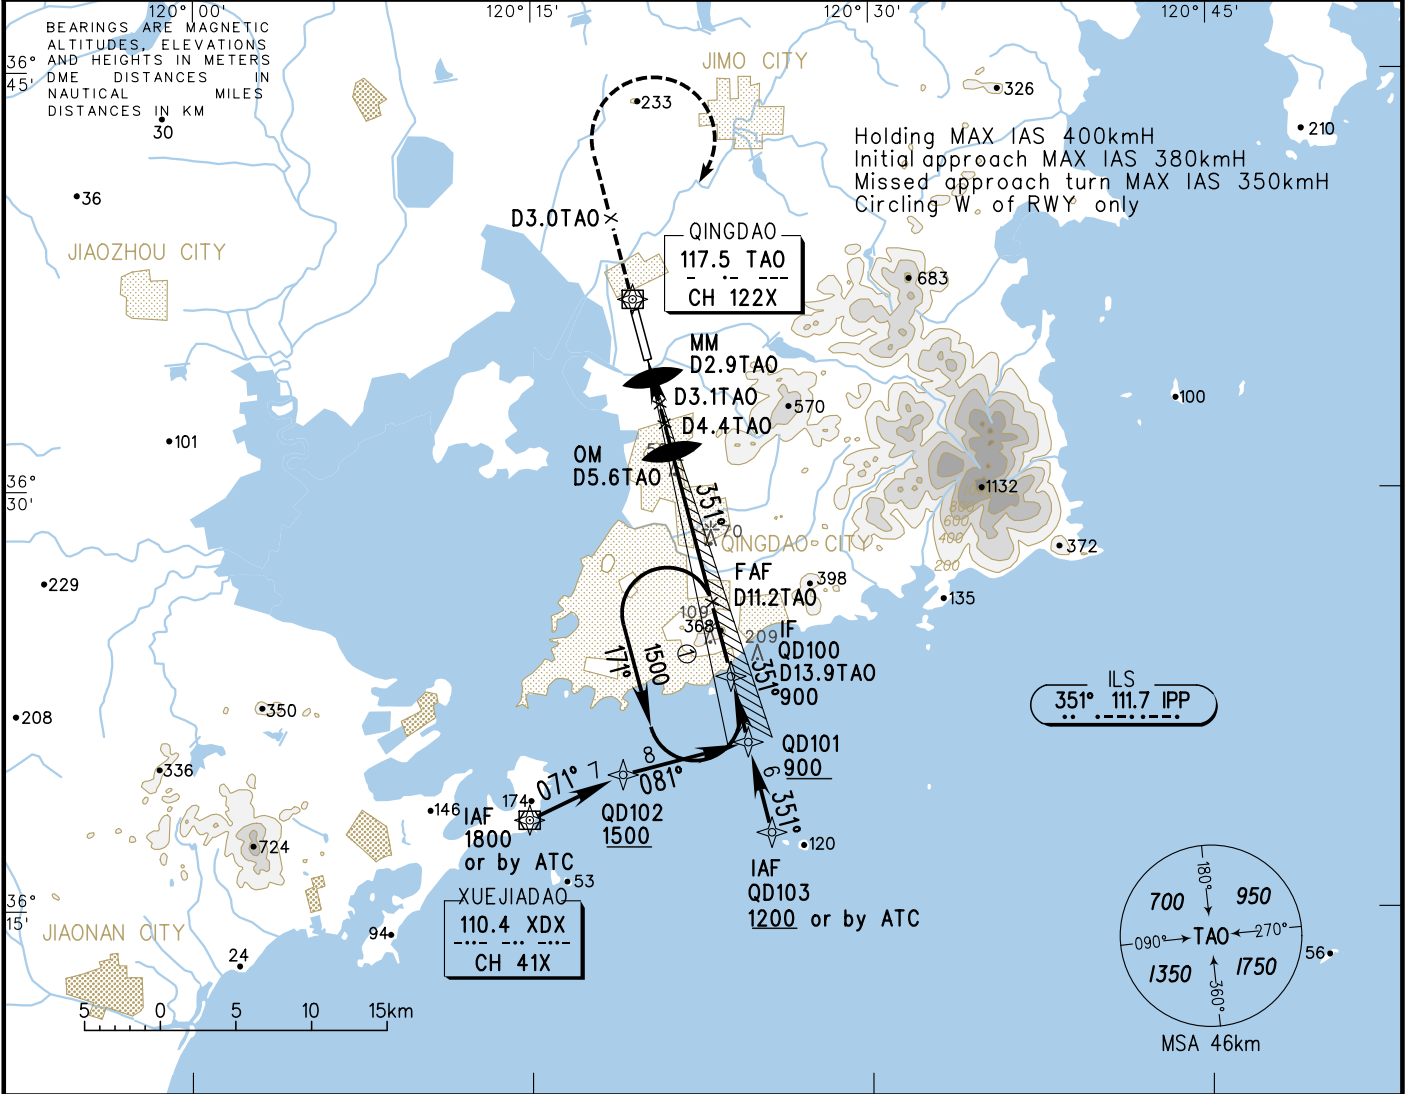 120° 00'
120° 15'
120° 30'
120° 45'
BEARINGS ARE MAGNETIC
ALTITUDES, ELEVATIONS
AND HEIGHTS IN METERS
DME DISTANCES IN
NAUTICAL MILES
DISTANCES IN KM
36°
45'
30
36
JIAOZHOU CITY
JIMO CITY
233
326
210
Holding MAX IAS 400kmH
Initial approach MAX IAS 380kmH
Missed approach turn MAX IAS 350kmH
Circling W. of RWY only
D3.0TAO
QINGDAO
117.5 TAO
CH 122X
683
MM
D2.9TAO
D3.1TAO
D4.4TAO
570
100
101
OM
D5.6TAO
36°
30'
351°
1132
800
600
400
200
70
QINGDAO CITY
372
229
FAF
D11.2TAO
398
135
109
368
209
IF
QD100
D13.9TAO
900
1
1500
171°
351°
ILS
351° 111.7 IPP
208
350
336
QD101
900
8
7
071°
081°
6
351°
174
146
IAF
1800
or by ATC
QD102
1500
724
120
53
IAF
QD103
1200 or by ATC
XUEJIADAO
110.4 XDX
CH 41X
36°
15'
JIAONAN CITY
94
24
5 0 5 10 15km
180°
700 950
090° TAO 270°
1350 1750
360°
MSA 46km
56